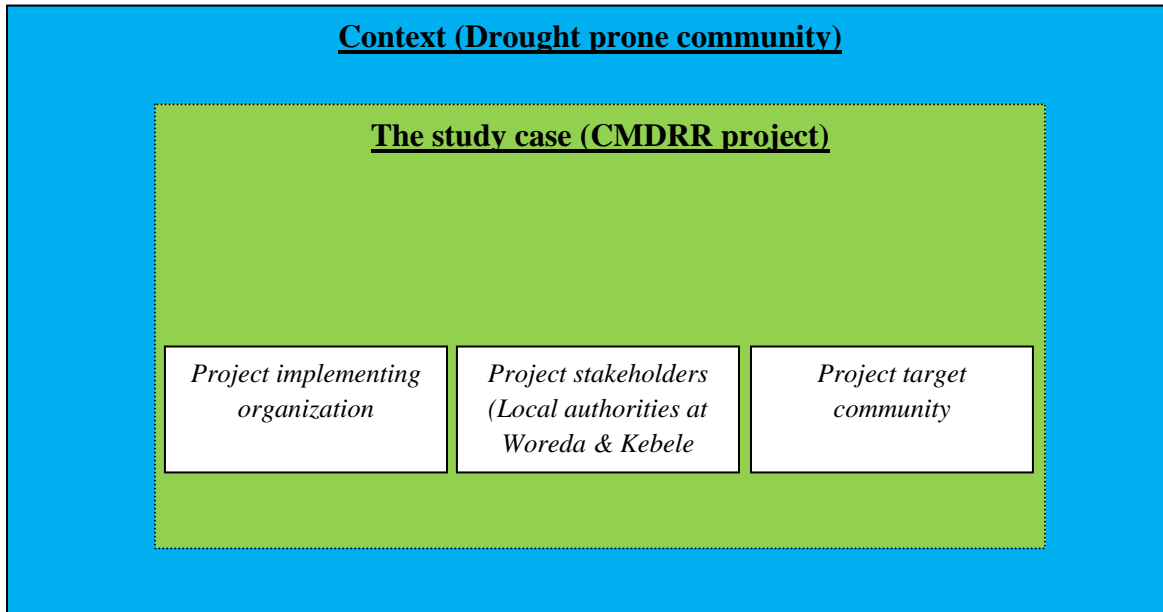 Context (Drought prone community)
The study case (CMDRR project)
Project implementing
organization
Project stakeholders
(Local authorities at
Woreda & Kebele
Project target
community